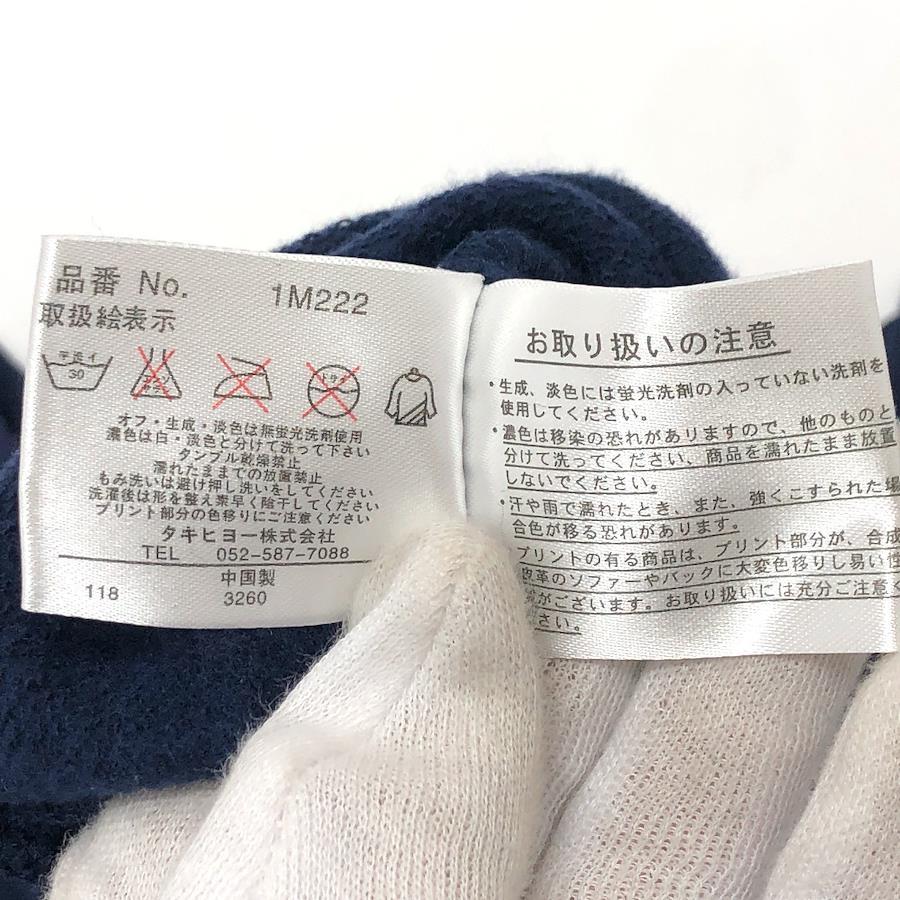 品番 No. 1M222
取扱絵表示
手洗イ
30
オフ・生成・淡色は無蛍光洗剤使用
濃色は白・淡色と分けて洗って下さい
タンブル乾燥禁止
濡れたままでの放置禁止
もみ洗いは避け押し洗いをしてください
洗濯後は形を整え素早く陰干してください
プリント部分の色移りにご注意ください
タキヒヨー株式会社
TEL 052-587-7088
中国製
118 3260
お取り扱いの注意
・生成、淡色には蛍光洗剤の入っていない洗剤を
使用してください。
・濃色は移染の恐れがありますので、他のものと
分けて洗ってください、商品を濡れたまま放置
しないでください。
・汗や雨で濡れたとき、また、強くこすられた場
合色が移る恐れがあります。
プリントの有る商品は、プリント部分が、合成
皮革のソファーやバックに大変色移りし易い性
がございます。お取り扱いには充分ご注意く
ださい。